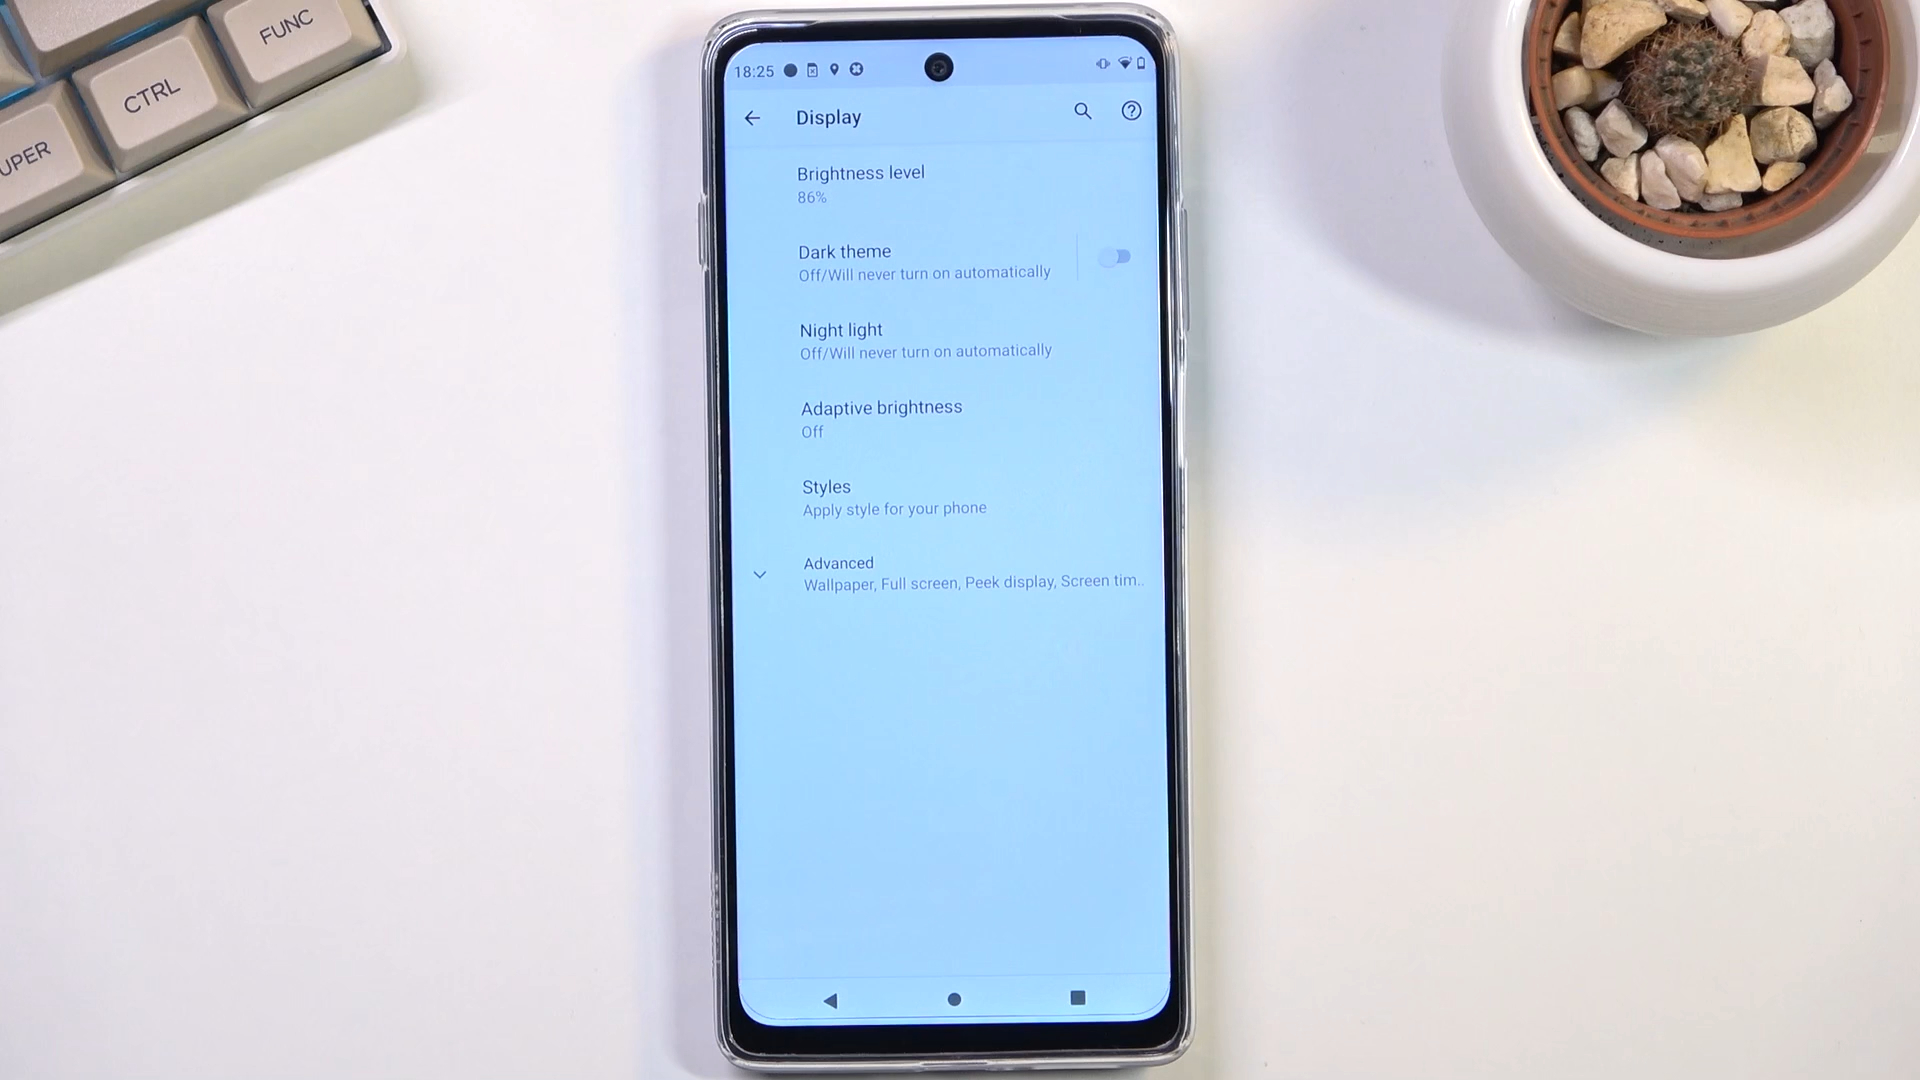 FUNC
CTRL
UPER
18:25
Display
Brightness level
86%
Dark theme
Off/Will never turn on automatically
Night light
Off/Will never turn on automatically
Adaptive brightness
Off
Styles
Apply style for your phone
Advanced
Wallpaper, Full screen, Peek display, Screen tim..